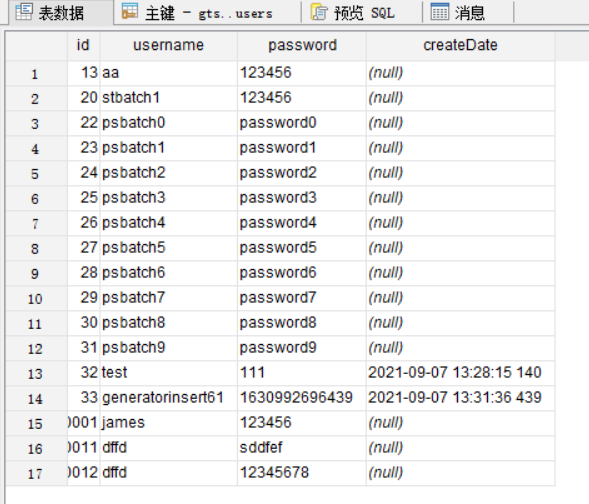 表数据 主键 - gts..users 预览 SQL 消息
id username password createDate
1 13 aa 123456 (null)
2 20 stbatch1 123456 (null)
3 22 psbatch0 password0 (null)
4 23 psbatch1 password1 (null)
5 24 psbatch2 password2 (null)
6 25 psbatch3 password3 (null)
7 26 psbatch4 password4 (null)
8 27 psbatch5 password5 (null)
9 28 psbatch6 password6 (null)
10 29 psbatch7 password7 (null)
11 30 psbatch8 password8 (null)
12 31 psbatch9 password9 (null)
13 32 test 111 2021-09-07 13:28:15 140
14 33 generatorinsert61 1630992696439 2021-09-07 13:31:36 439
15 0001 james 123456 (null)
16 0011 dffd sddfef (null)
17 0012 dffd 12345678 (null)